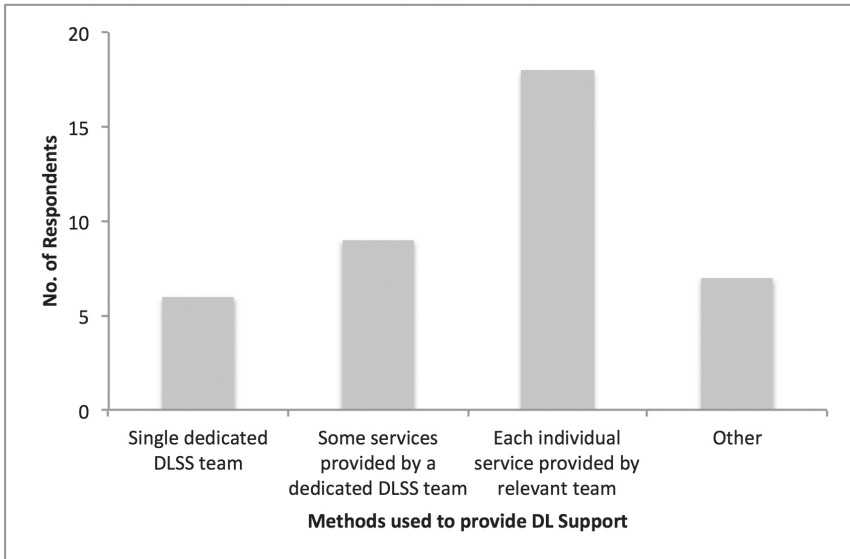 20
15
10
5
0
No. of Respondents
Single dedicated
DLSS team
Some services
provided by a
dedicated DLSS team
Each individual
service provided by
relevant team
Other
Methods used to provide DL Support